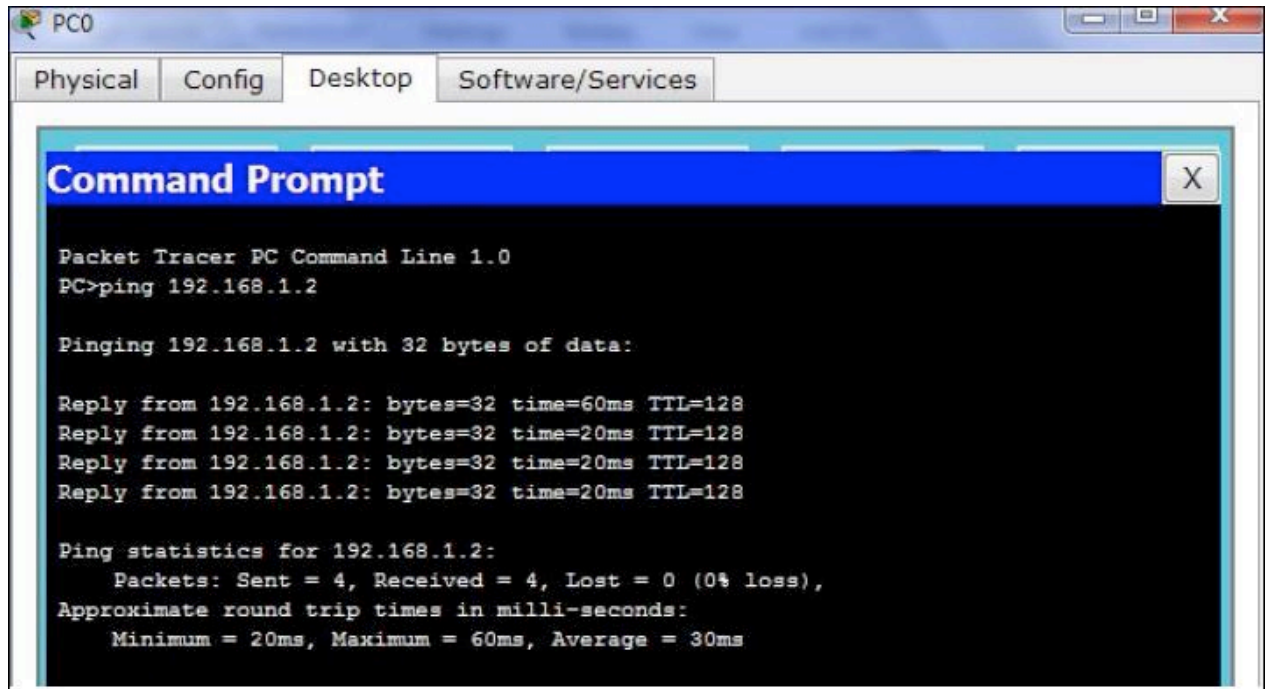 PC0
X
Physical Config Desktop Software/Services
Command Prompt X
Packet Tracer PC Command Line 1.0
PC>ping 192.168.1.2
Pinging 192.168.1.2 with 32 bytes of data:
Reply from 192.168.1.2: bytes=32 time=60ms TTL=128
Reply from 192.168.1.2: bytes=32 time=20ms TTL=128
Reply from 192.168.1.2: bytes=32 time=20ms TTL=128
Reply from 192.168.1.2: bytes=32 time=20ms TTL=128
Ping statistics for 192.168.1.2:
Packets: Sent = 4, Received = 4, Lost = 0 (0% loss),
Approximate round trip times in milli-seconds:
Minimum = 20ms, Maximum = 60ms, Average = 30ms